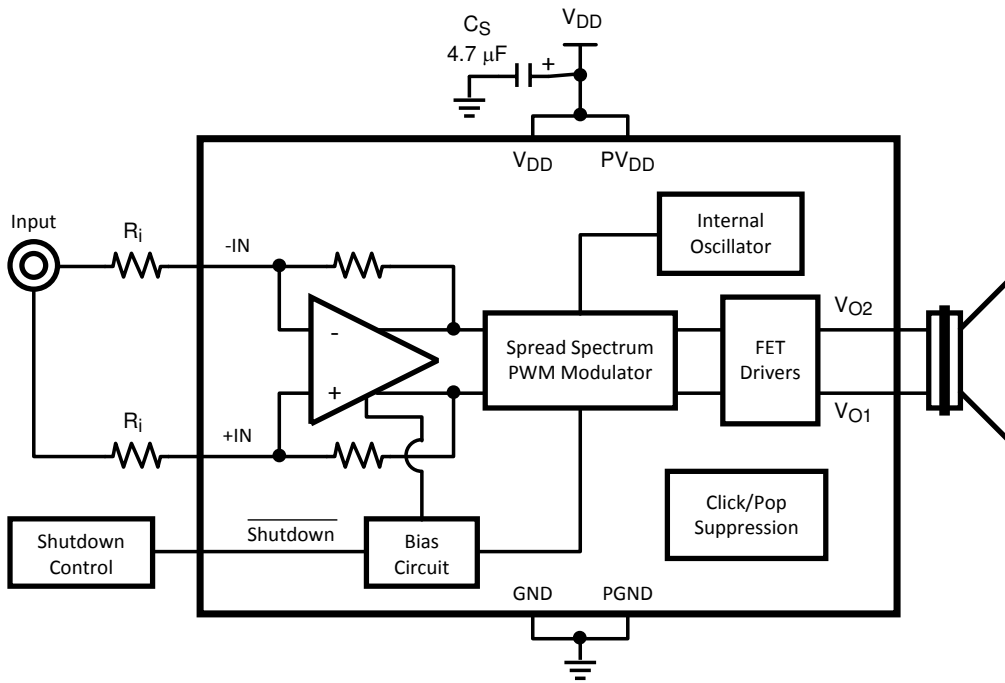 C_S
4.7 μF
+
V_DD
V_DD
PV_DD
Input
R_i
-IN
Internal
Oscillator
-
+
Spread Spectrum
PWM Modulator
FET
Drivers
V_O2
V_O1
R_i
+IN
Click/Pop
Suppression
Shutdown
Control
Shutdown
Bias
Circuit
GND
PGND